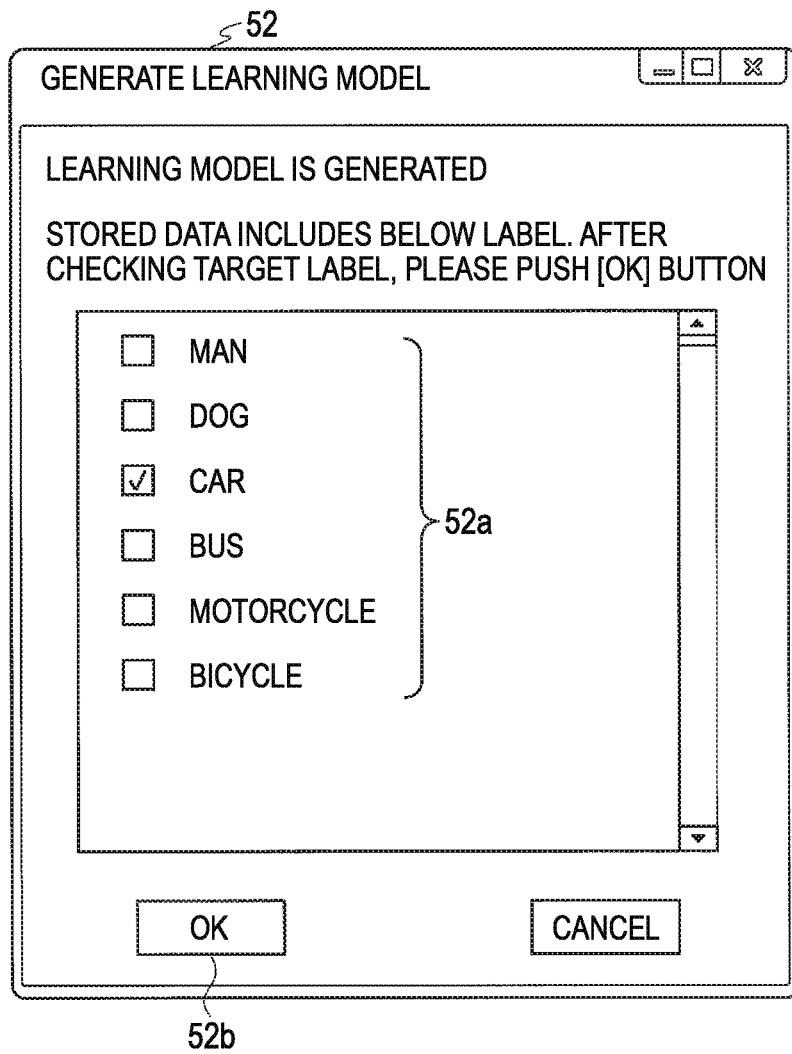 52
GENERATE LEARNING MODEL
LEARNING MODEL IS GENERATED
STORED DATA INCLUDES BELOW LABEL. AFTER
CHECKING TARGET LABEL, PLEASE PUSH [OK] BUTTON
MAN
DOG
CAR
52a
BUS
MOTORCYCLE
BICYCLE
OK
CANCEL
52b